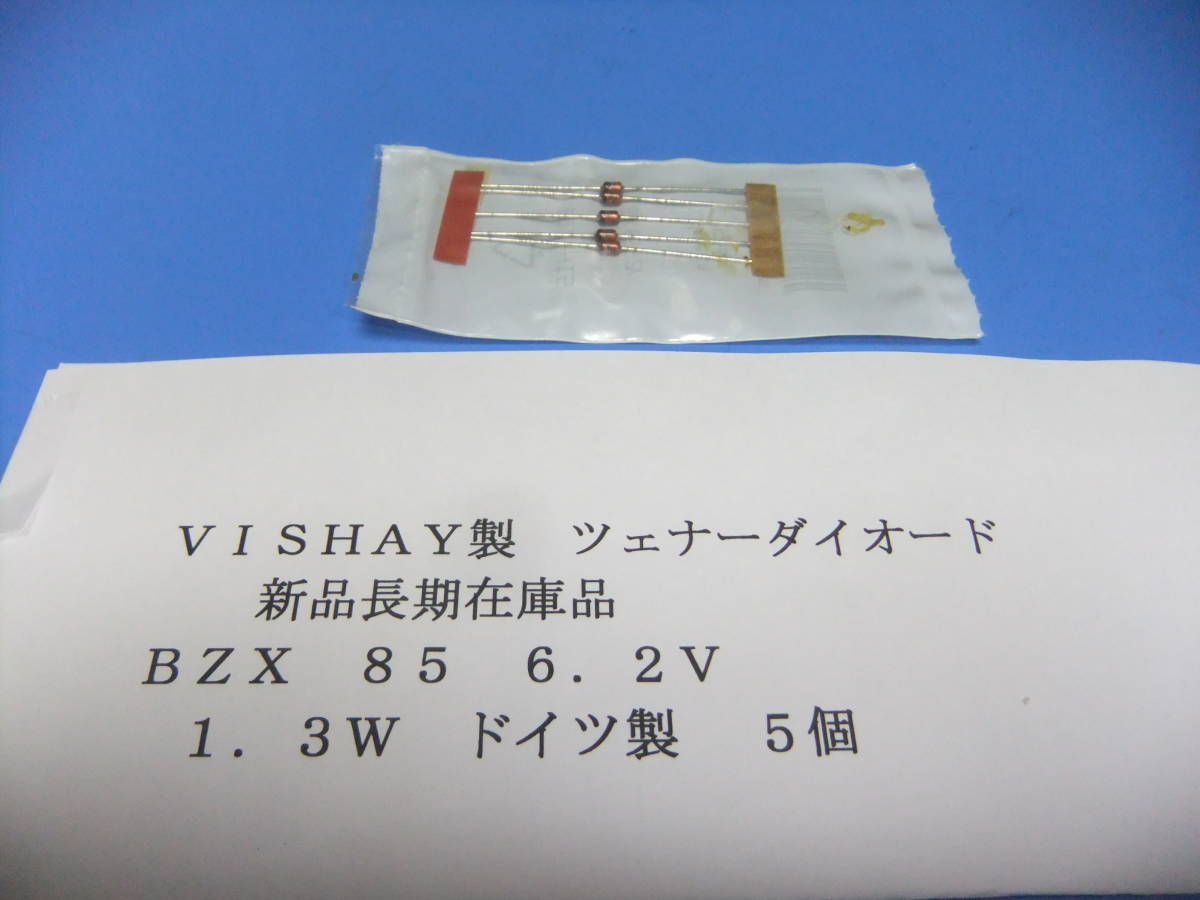 ＶＩＳＨＡＹ製　ツェナーダイオード
新品長期在庫品
ＢＺＸ　８５　６．２Ｖ
１．３Ｗ　ドイツ製　５個